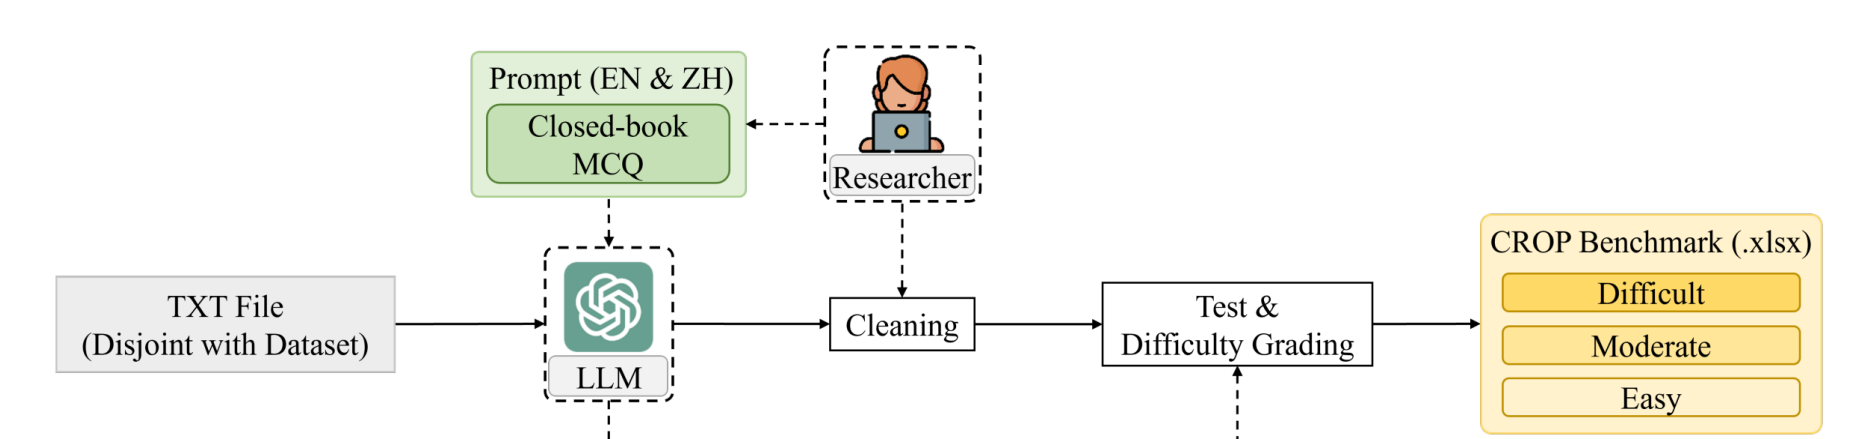 Prompt (EN & ZH)
Closed-book
MCQ
Researcher
TXT File
(Disjoint with Dataset)
LLM
Cleaning
Test &
Difficulty Grading
CROP Benchmark (.xlsx)
Difficult
Moderate
Easy